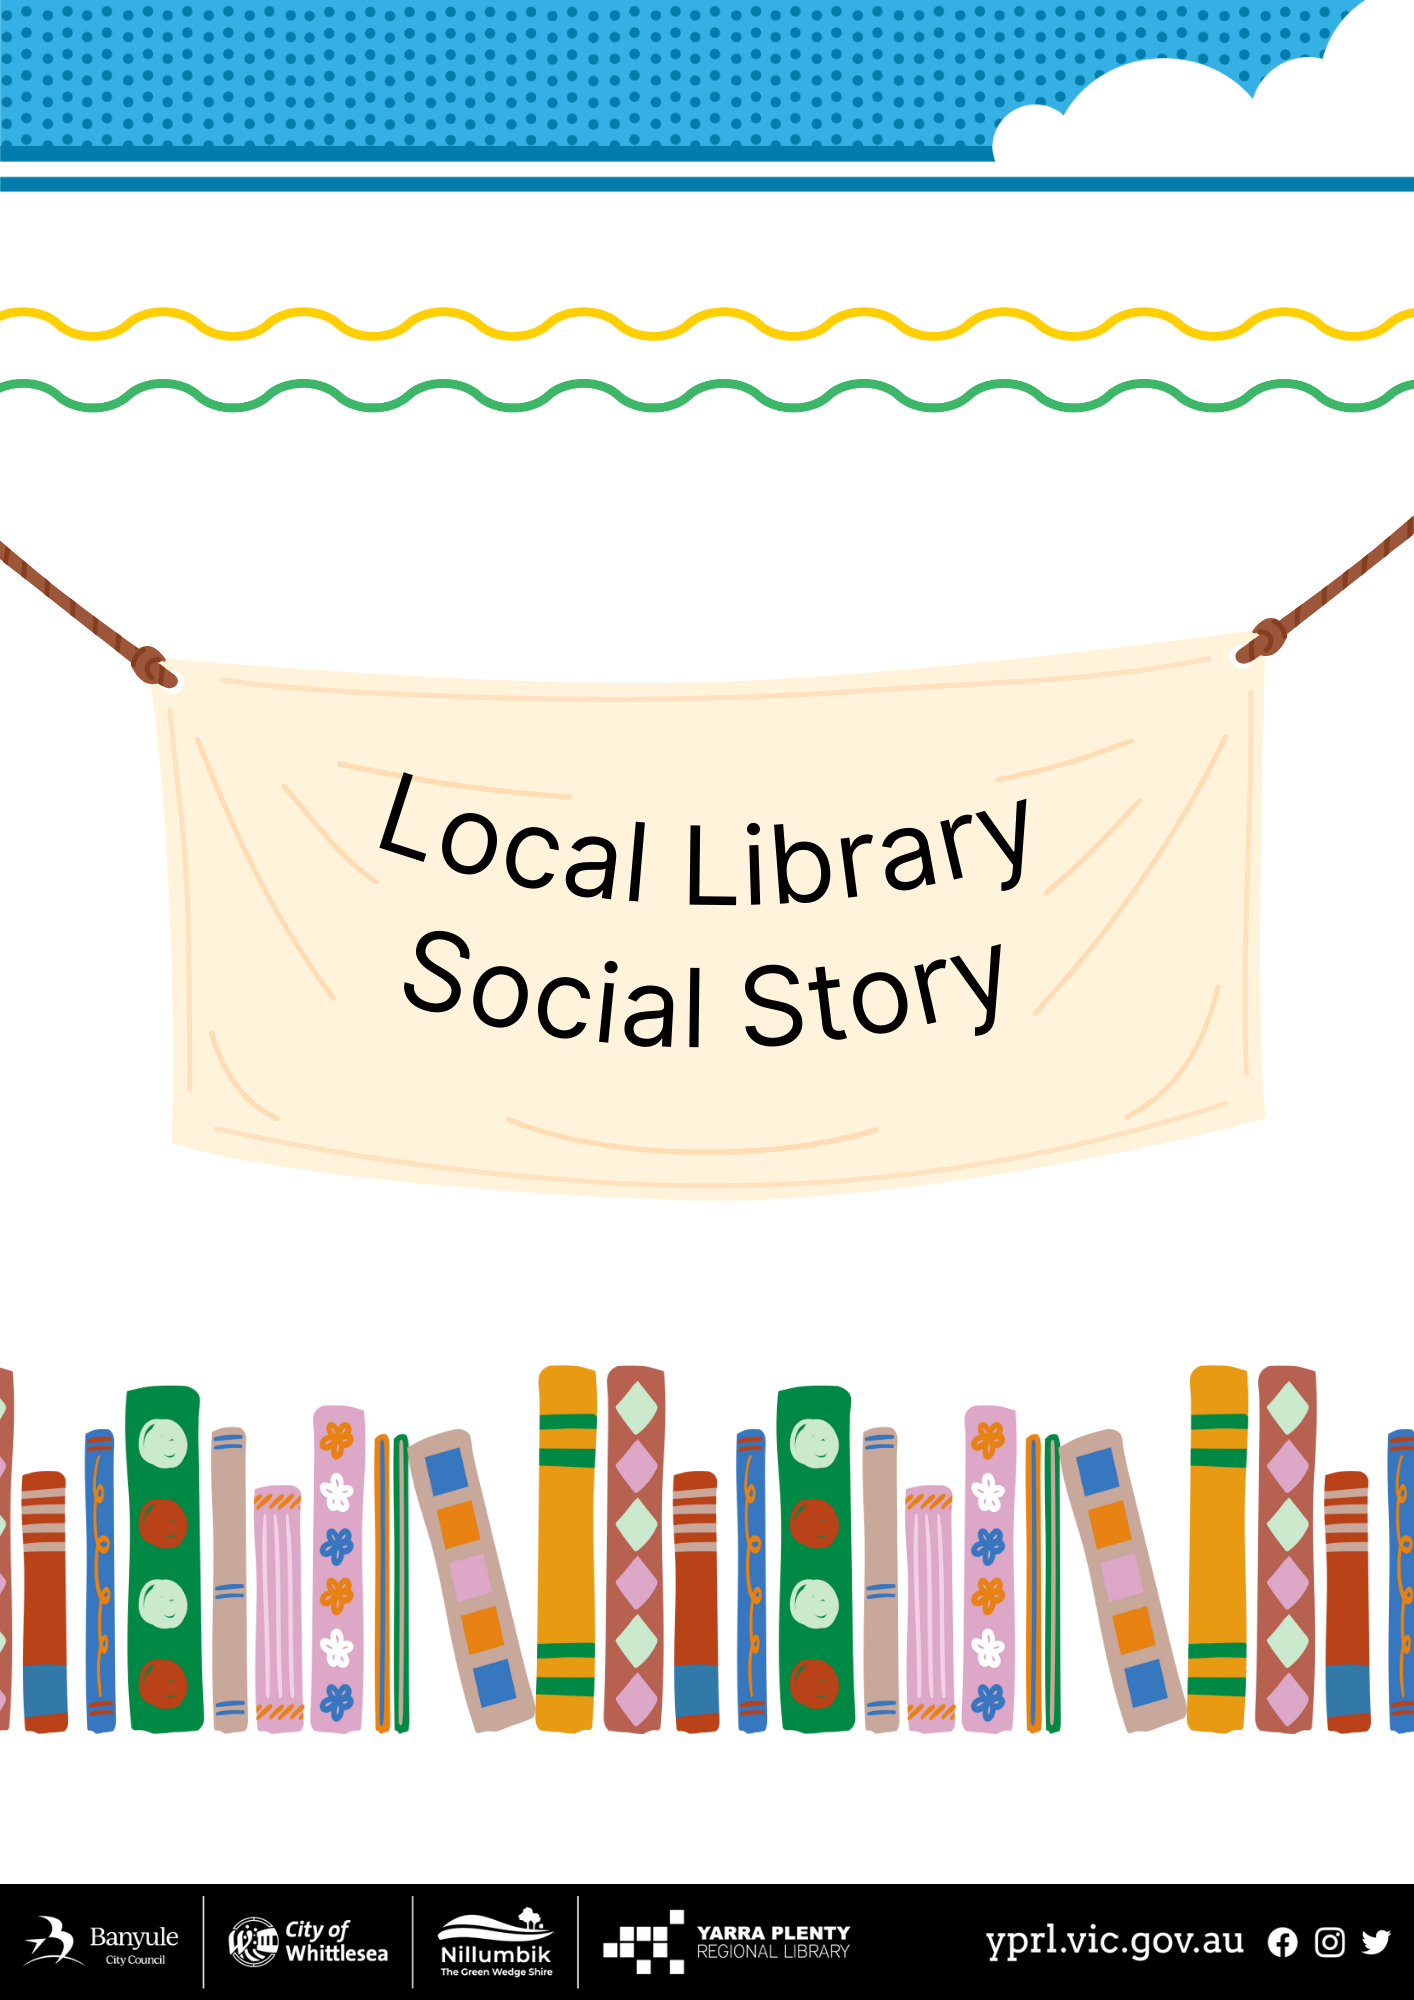 Local Library
Social Story
Banyule
City Council
City of
Whittlesea
Nillumbik
The Green Wedge Shire
YARRA PLENTY
REGIONAL LIBRARY
yprl.vic.gov.au